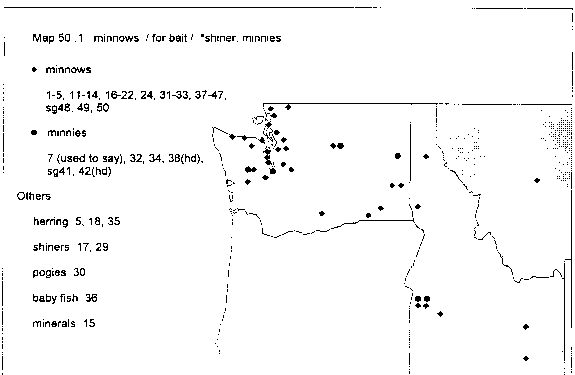 Map 50 .1 minnows / for bait / *shiner, minnies
minnows
1-5, 11-14, 16-22, 24, 31-33, 37-47,
sg48, 49, 50
minnies
7 (used to say), 32, 34, 38(hd),
sg41, 42(hd)
Others
herring 5, 18, 35
shiners 17, 29
pogies 30
baby fish 36
minerals 15